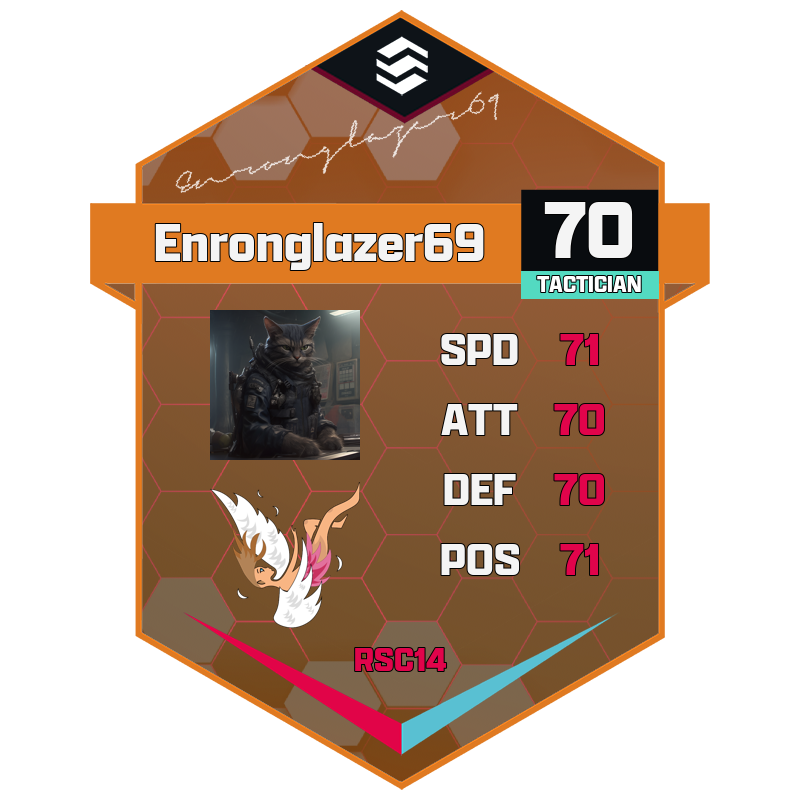 Enronglazer69
Enronglazer69
70
TACTICIAN
SPD 71
ATT 70
DEF 70
POS 71
RSC14